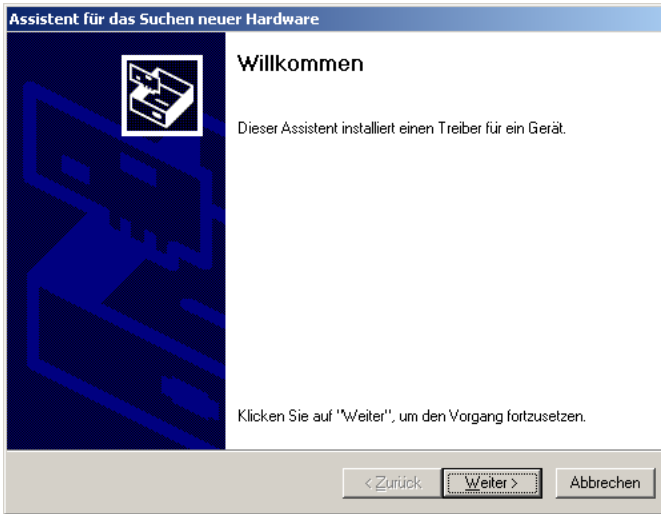 Assistent für das Suchen neuer Hardware
Willkommen
Dieser Assistent installiert einen Treiber für ein Gerät.
Klicken Sie auf "Weiter", um den Vorgang fortzusetzen.
< Zurück
Weiter >
Abbrechen